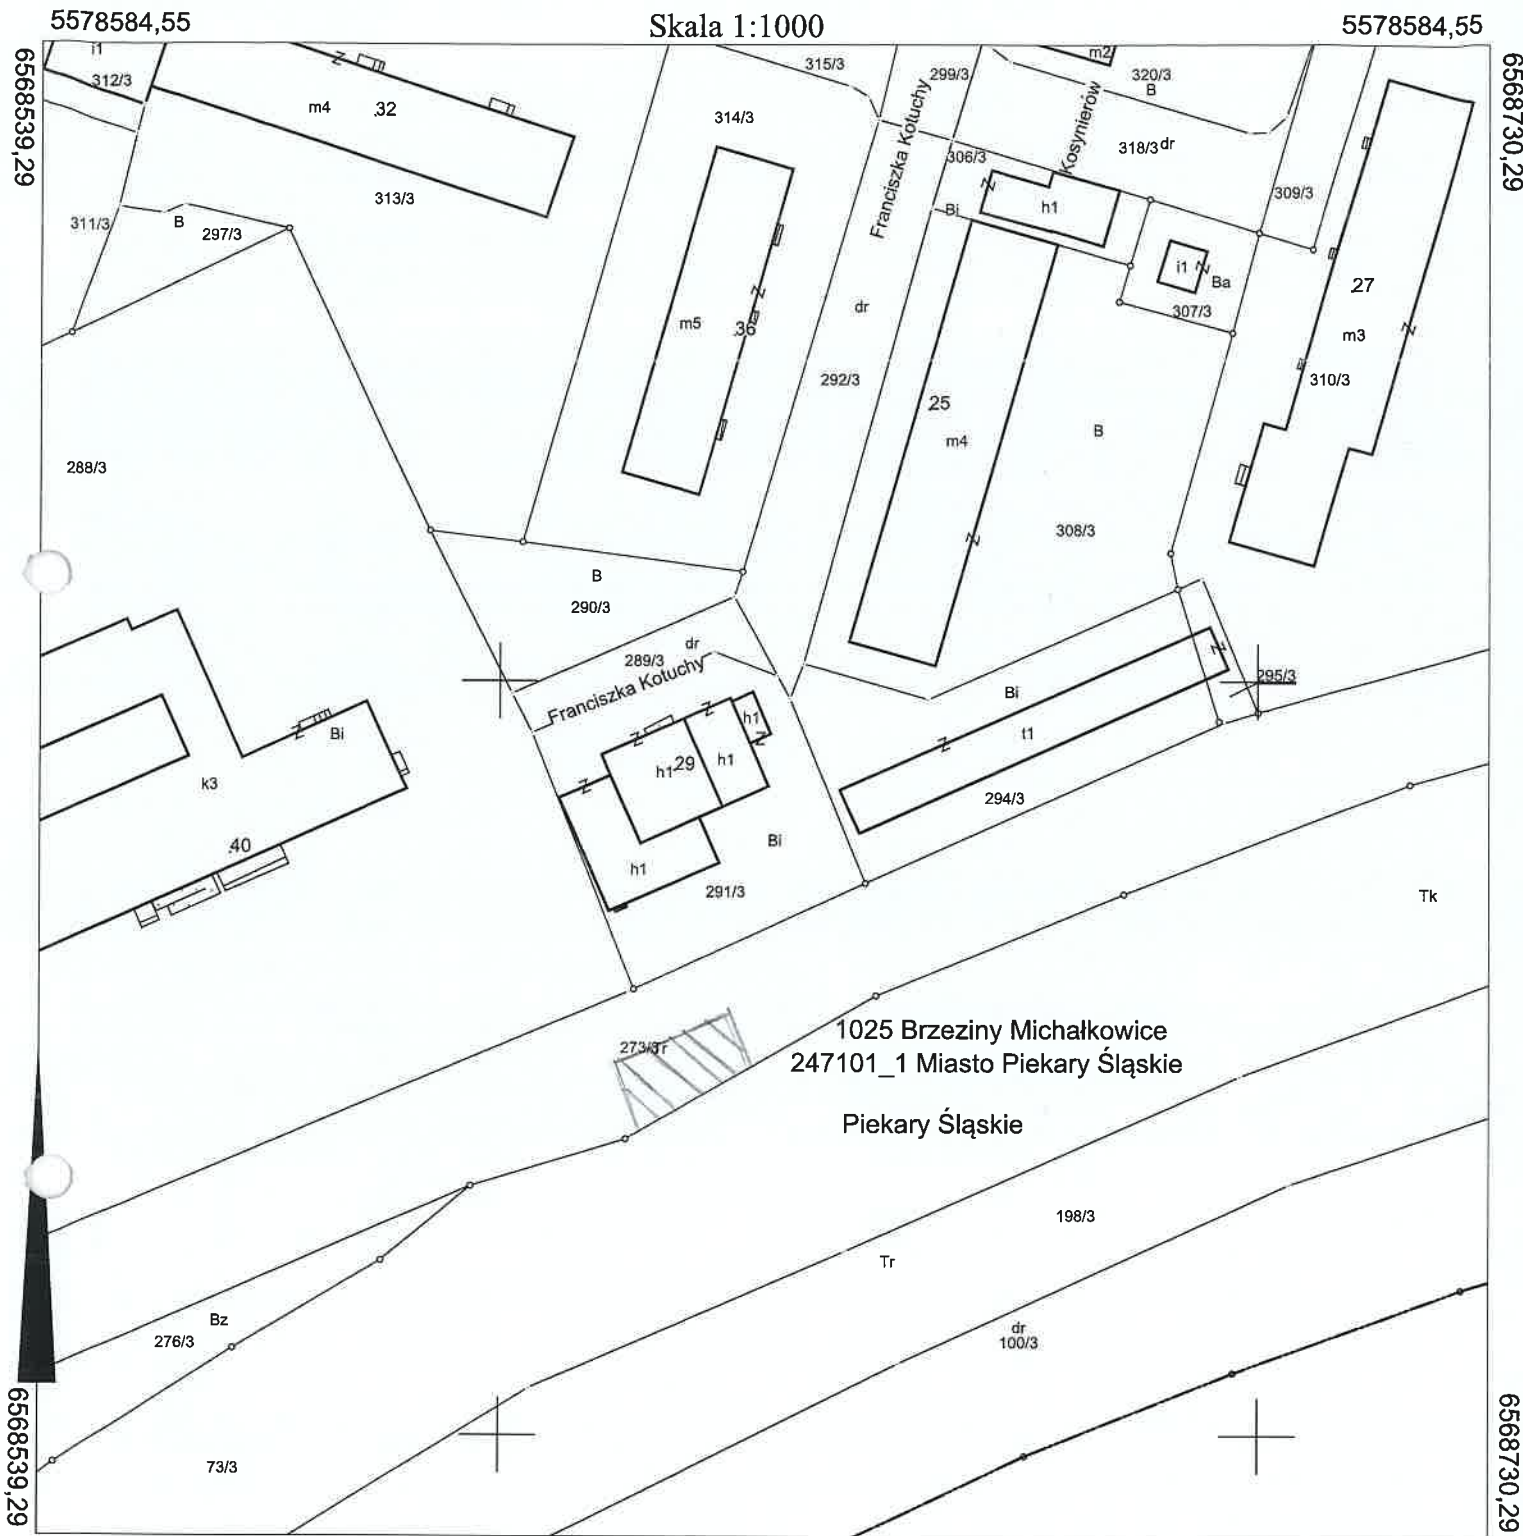 5578584,55
Skala 1:1000
5578584,55
6568539,29
6568730,29
i1
312/3
m4
32
313/3
311/3
B
297/3
315/3
299/3
m2
320/3
B
314/3
Franciszka Kotuchy
Kosynierów
318/3
dr
306/3
309/3
Bi
h1
i1
Ba
307/3
27
m3
310/3
m5
36
dr
292/3
25
m4
B
288/3
308/3
B
290/3
dr
289/3
Franciszka Kotuchy
295/3
Bi
t1
294/3
Bi
k3
40
h1
h1
29
h1
h1
Bi
291/3
Tk
273/3
Tr
1025 Brzeziny Michałkowice
247101_1 Miasto Piekary Śląskie
Piekary Śląskie
198/3
Tr
Bz
276/3
dr
100/3
73/3
6568539,29
6568730,29